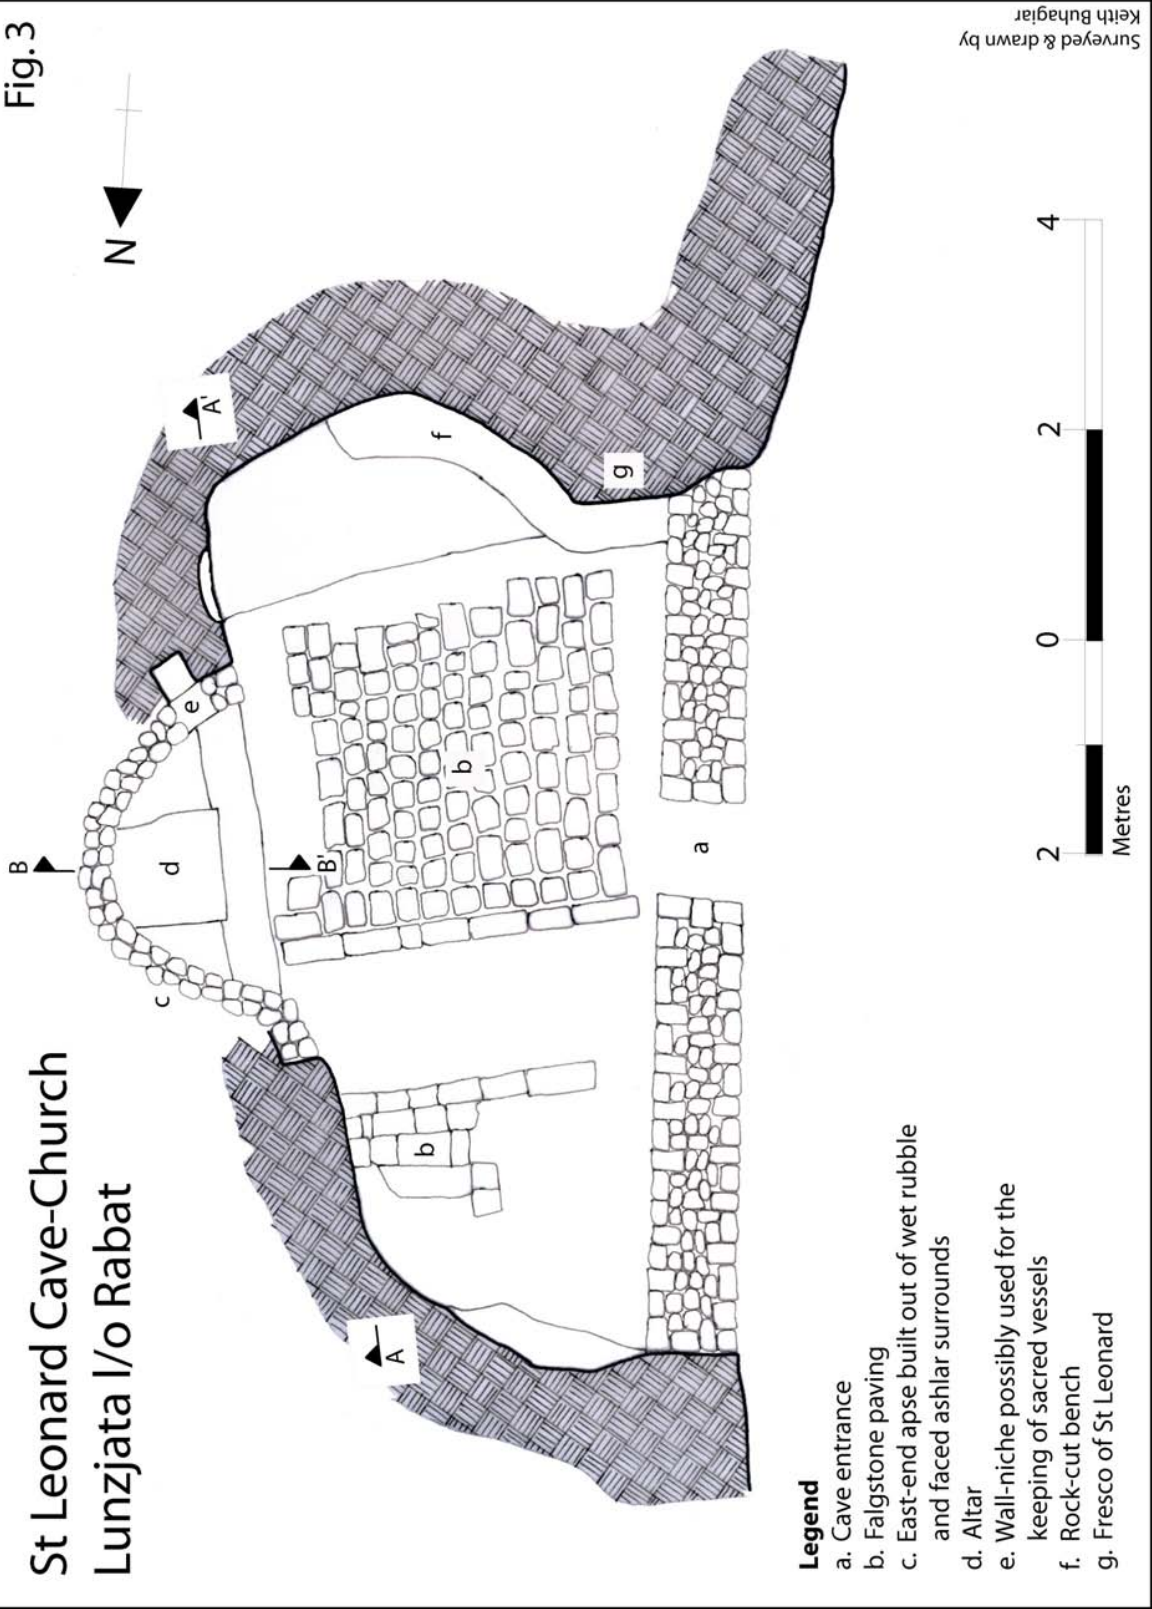 Fig. 3
St Leonard Cave-Church
Lunzjata l/o Rabat
N
A'
B
B'
A
a
b
b
c
d
e
f
g
Legend
a. Cave entrance
b. Falgstone paving
c. East-end apse built out of wet rubble
and faced ashlar surrounds
d. Altar
e. Wall-niche possibly used for the
keeping of sacred vessels
f. Rock-cut bench
g. Fresco of St Leonard
2
0
2
4
Metres
Surveyed & drawn by
Keith Buhagiar